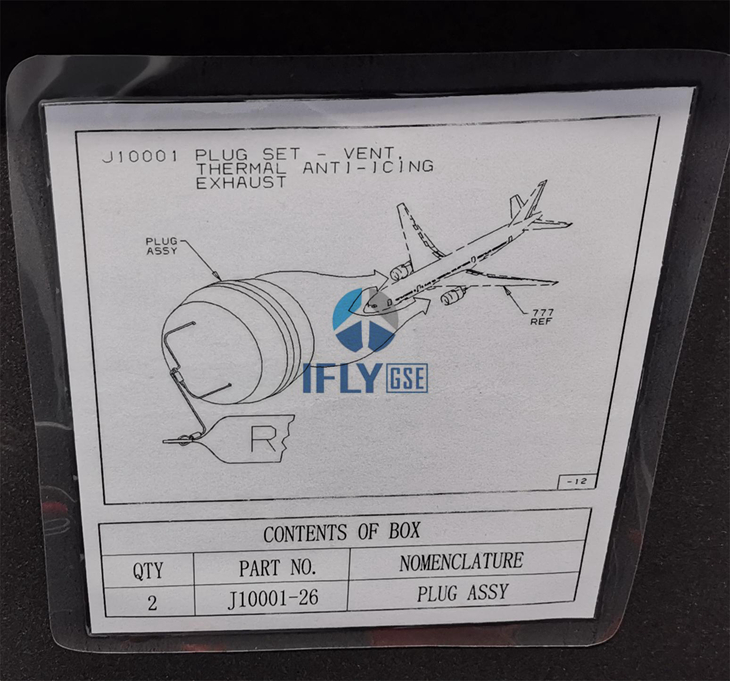 J10001 PLUG SET - VENT,
THERMAL ANTI-ICING
EXHAUST
PLUG
ASSY
777
REF
IFLY GSE
R
-12
CONTENTS OF BOX
QTY PART NO. NOMENCLATURE
2 J10001-26 PLUG ASSY